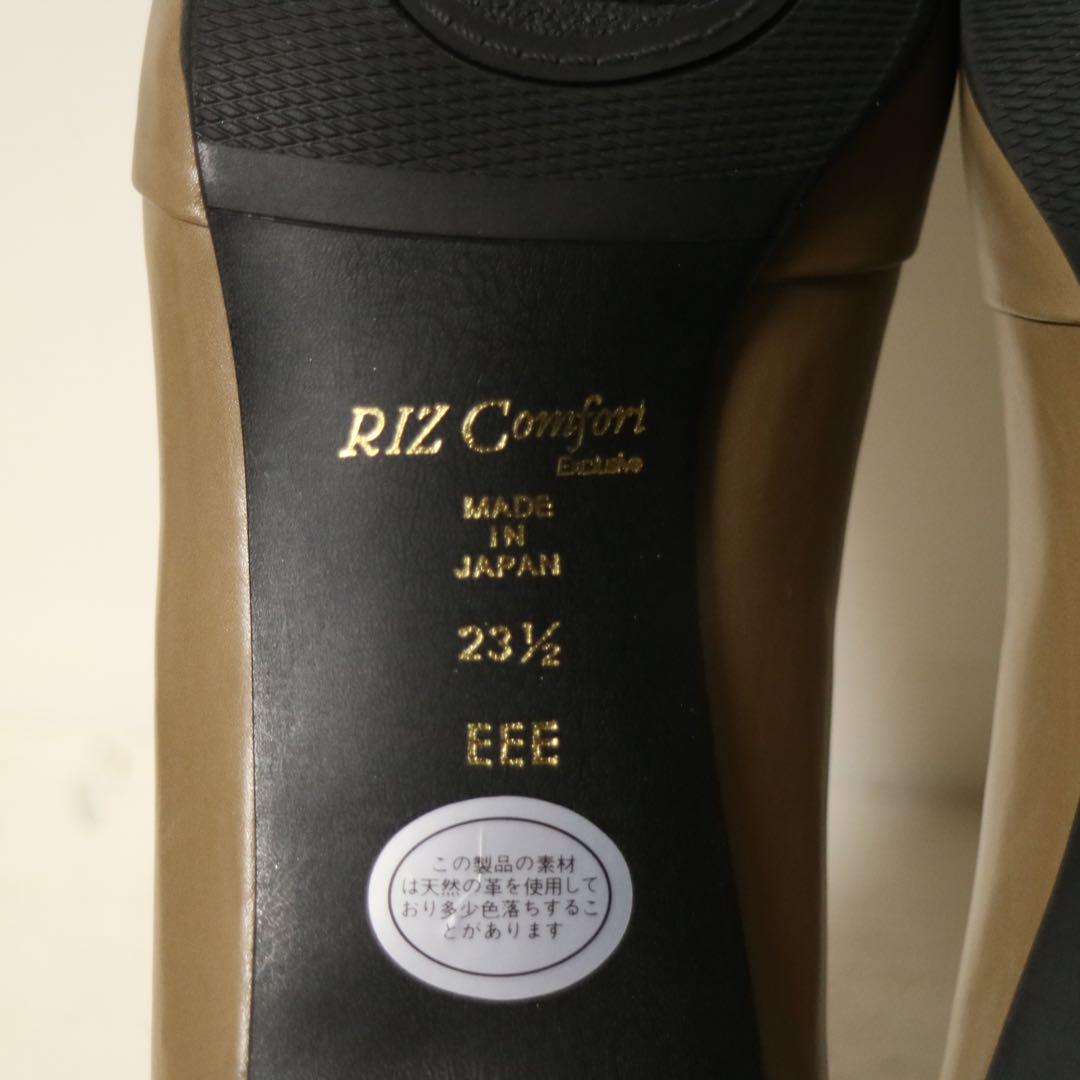 RIZ Comfort
Exclusive
MADE
IN
JAPAN
23½
EEE
この製品の素材
は天然の革を使用して
おり多少色落ちするこ
とがあります